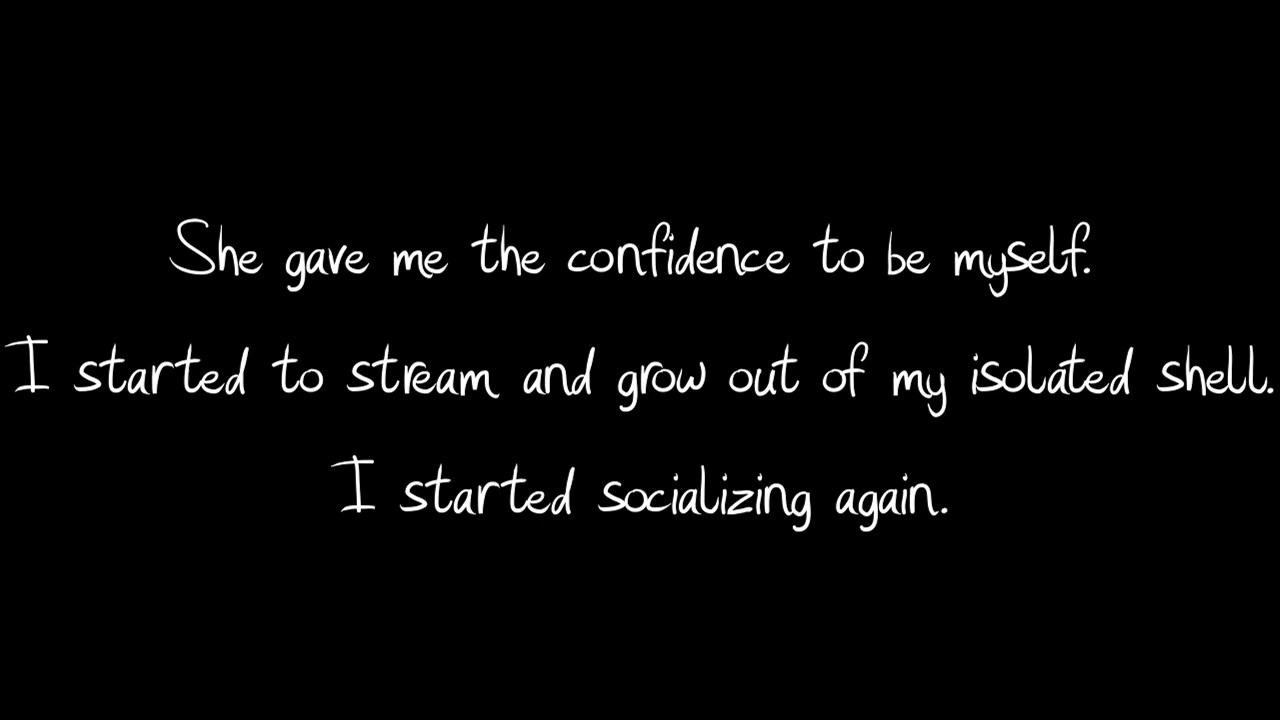 She gave me the confidence to be myself.
I started to stream and grow out of my isolated shell.
I started socializing again.